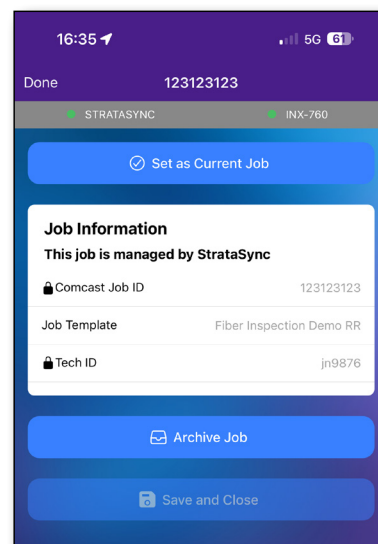 16:35 5G 61
Done 123123123
STRATASYNC INX-760
Set as Current Job
Job Information
This job is managed by StrataSync
Comcast Job ID 123123123
Job Template Fiber Inspection Demo RR
Tech ID jn9876
Archive Job
Save and Close